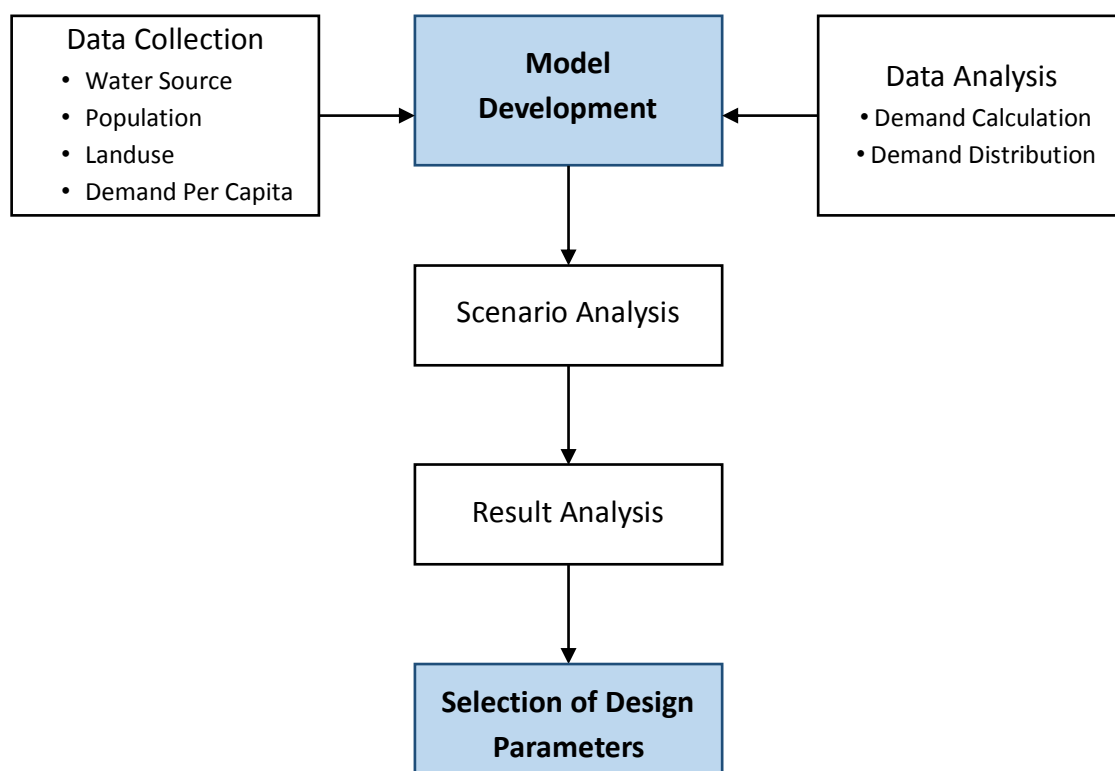 Data Collection
• Water Source
• Population
• Landuse
• Demand Per Capita
Model
Development
Data Analysis
• Demand Calculation
• Demand Distribution
Scenario Analysis
Result Analysis
Selection of Design
Parameters